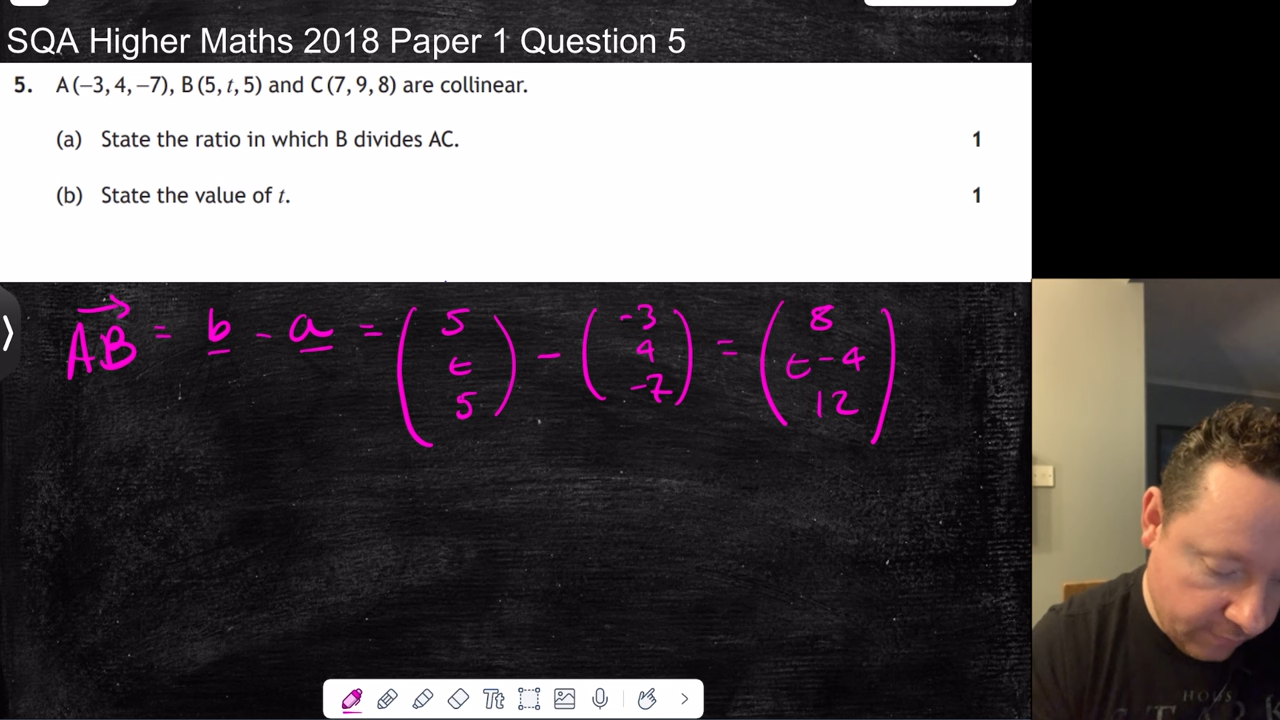 SQA Higher Maths 2018 Paper 1 Question 5
5. A(−3, 4, −7), B(5, t, 5) and C(7, 9, 8) are collinear.
(a) State the ratio in which B divides AC. 1
(b) State the value of t. 1
AB = b - a = (5 t 5) - (-3 4 -7) = (8 t-4 12)
Tt
HOUS